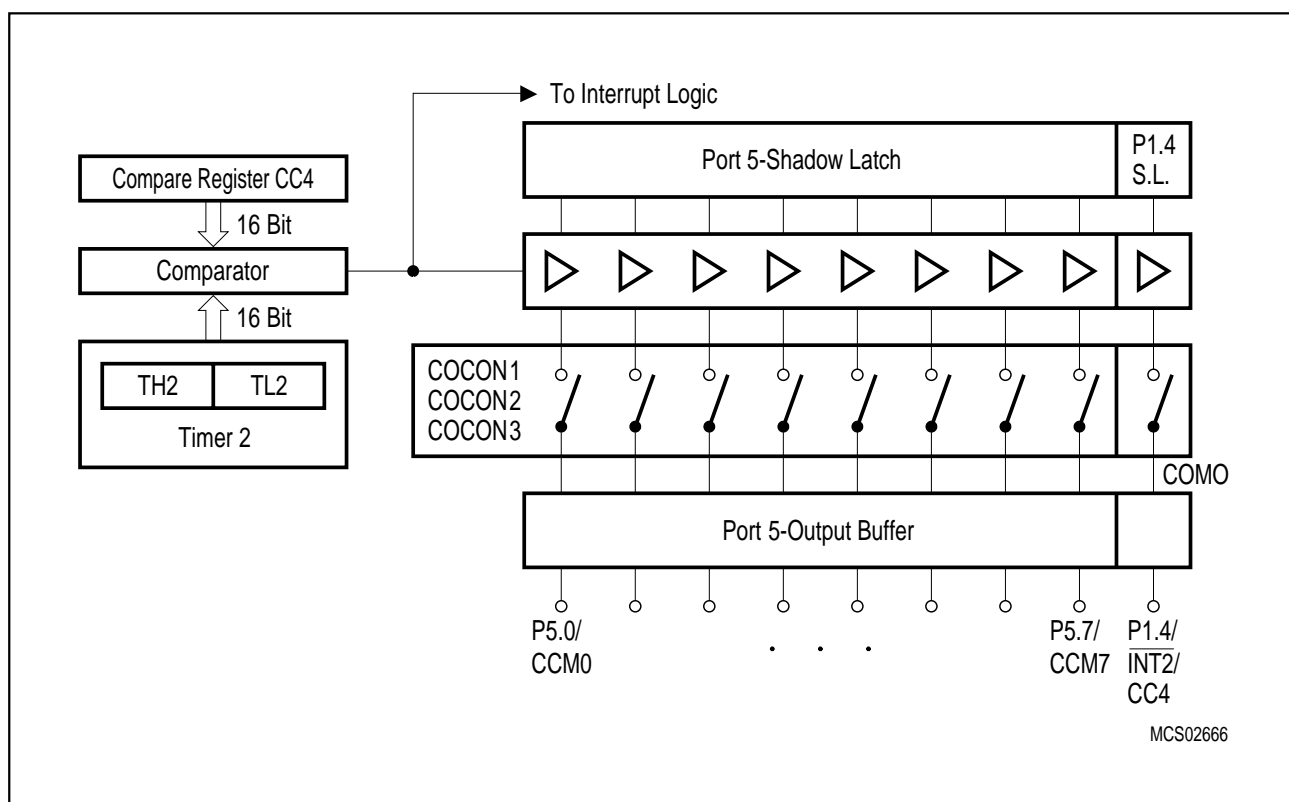 To Interrupt Logic
Port 5-Shadow Latch
P1.4
S.L.
Compare Register CC4
16 Bit
Comparator
16 Bit
TH2
TL2
Timer 2
COCON1
COCON2
COCON3
COMO
Port 5-Output Buffer
P5.0/
CCM0
. . .
P5.7/
CCM7
P1.4/
INT2/
CC4
MCS02666